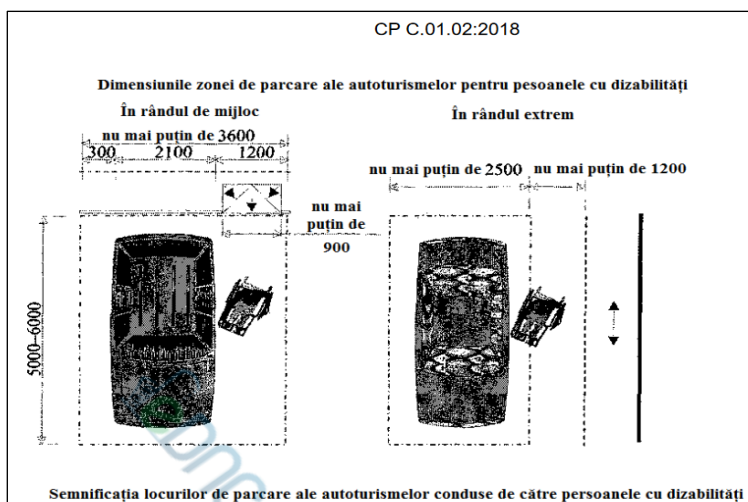 CP C.01.02:2018
Dimensiunile zonei de parcare ale autoturismelor pentru pesoanele cu dizabilități
În rândul de mijloc
În rândul extrem
nu mai puțin de 3600
300 2100 1200
nu mai puțin de 2500 nu mai puțin de 1200
nu mai
puțin de
900
5000–6000
Semnificația locurilor de parcare ale autoturismelor conduse de către persoanele cu dizabilități